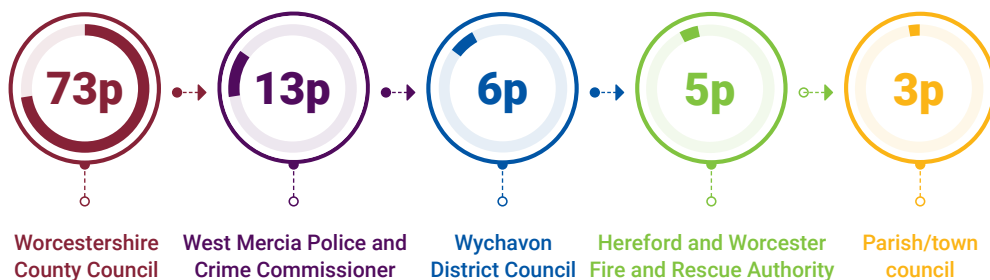 73p
13p
6p
5p
3p
Worcestershire
County Council
West Mercia Police and
Crime Commissioner
Wychavon
District Council
Hereford and Worcester
Fire and Rescue Authority
Parish/town
council